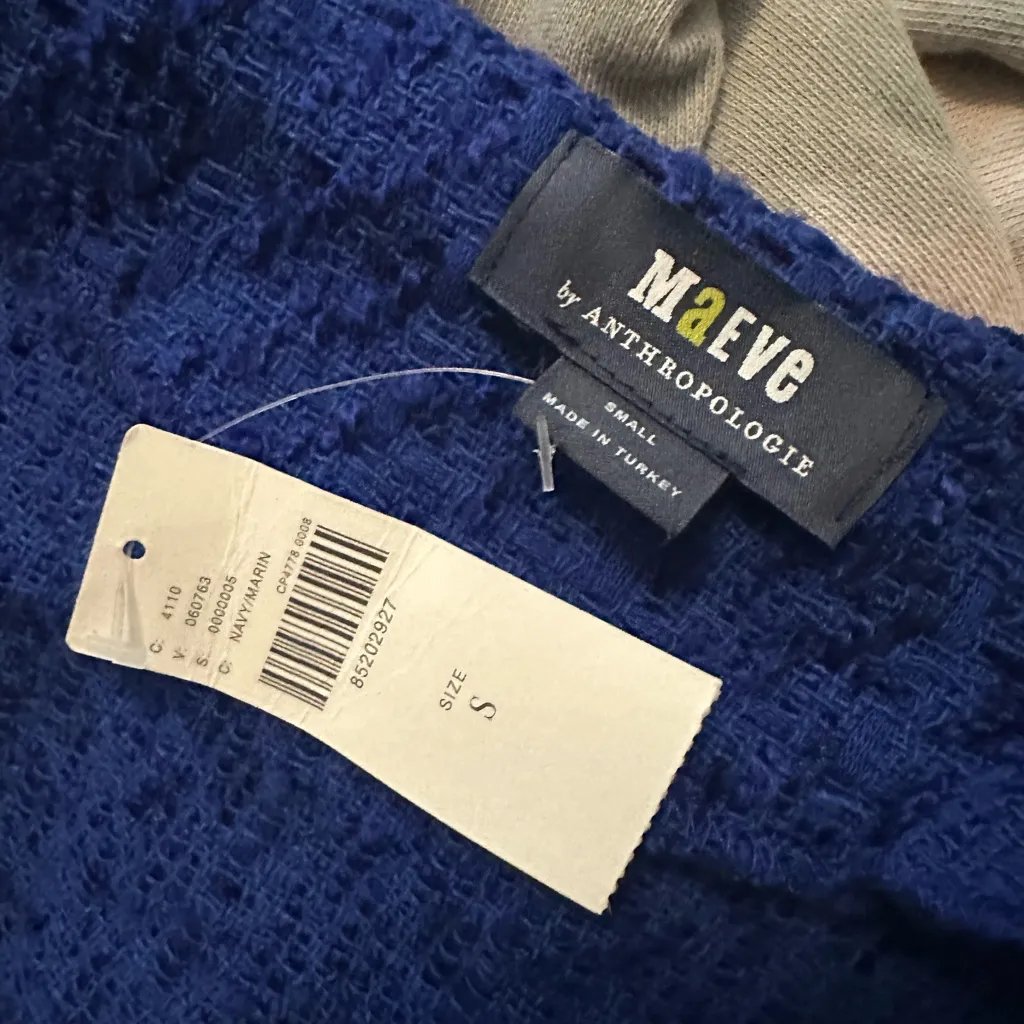 MaEVe
by ANTHROPOLOGIE
SMALL
MADE IN TURKEY
C: 4110
V: 060763
S: 0000005
C: NAVY/MARIN
CP4778 0008
85202927
SIZE
S